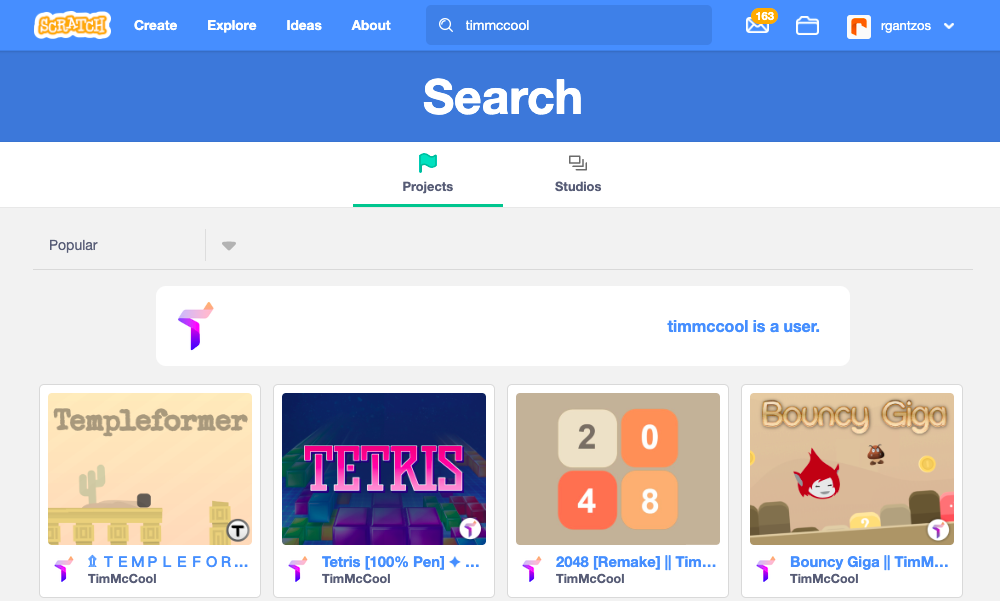 SCRATCH Create Explore Ideas About timmccool 163 rgantzos
Search
Projects Studios
Popular
timmccool is a user.
Templeformer
TETRIS
2 0
4 8
Bouncy Giga
?
T
⇮ T E M P L E F O R ...
TimMcCool
Tetris [100% Pen] ✦ ...
TimMcCool
2048 [Remake] || Tim...
TimMcCool
Bouncy Giga || TimM...
TimMcCool